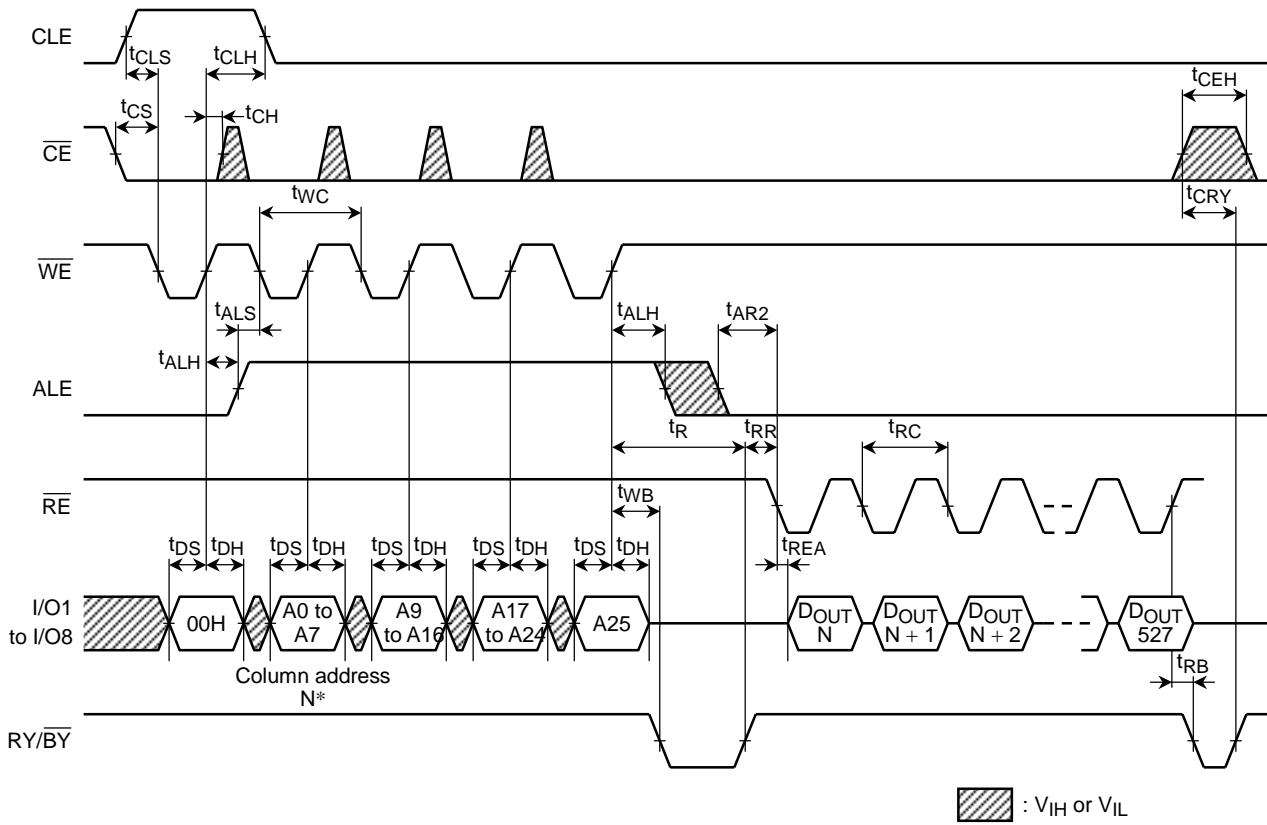 CLE
tCLS
tCLH
tCEH
tCS
tCH
CE
tWC
tCRY
WE
tALS
tALH
tAR2
tALH
ALE
tR
tRR
tRC
RE
tWB
tDS
tDH
tDS
tDH
tDS
tDH
tDS
tDH
tDS
tDH
tREA
I/O1
to I/O8
00H
A0 to
A7
A9
to A16
A17
to A24
A25
DOUT
N
DOUT
N + 1
DOUT
N + 2
DOUT
527
Column address
N*
tRB
RY/BY
: VIH or VIL